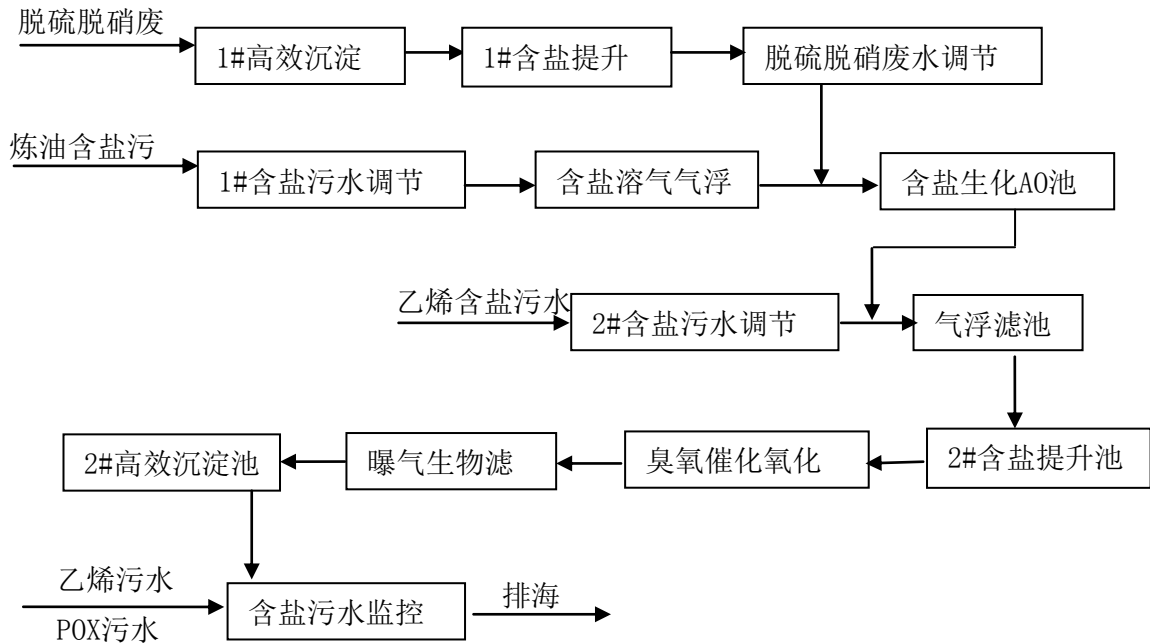 脱硫脱硝废
1#高效沉淀
1#含盐提升
脱硫脱硝废水调节
炼油含盐污
1#含盐污水调节
含盐溶气气浮
含盐生化AO池
乙烯含盐污水
2#含盐污水调节
气浮滤池
2#高效沉淀池
曝气生物滤
臭氧催化氧化
2#含盐提升池
乙烯污水
POX污水
含盐污水监控
排海